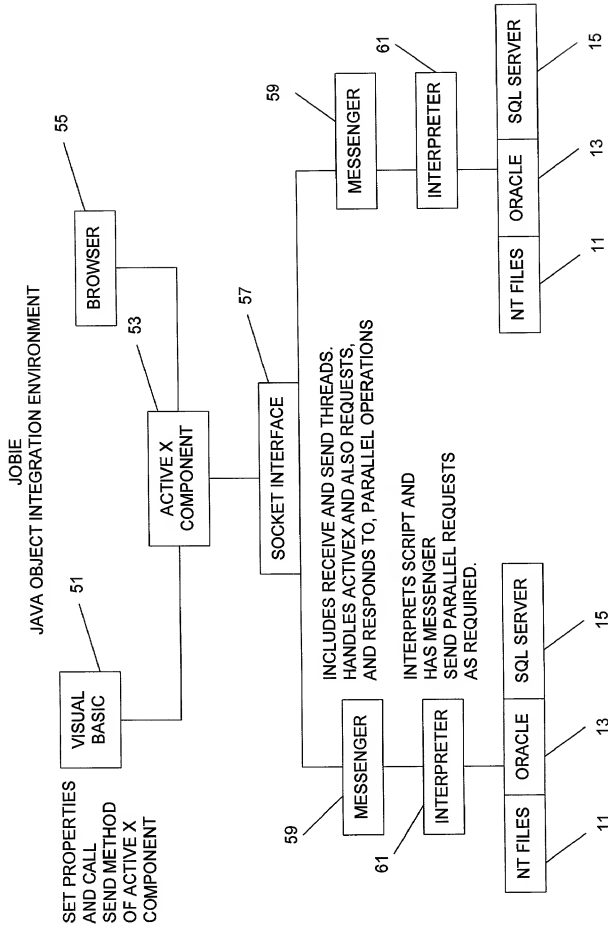 JOBIE
JAVA OBJECT INTEGRATION ENVIRONMENT
SET PROPERTIES
AND CALL
SEND METHOD
OF ACTIVE X
COMPONENT
VISUAL
BASIC
51
ACTIVE X
COMPONENT
53
BROWSER
55
SOCKET INTERFACE
57
INCLUDES RECEIVE AND SEND THREADS.
HANDLES ACTIVEX AND ALSO REQUESTS,
AND RESPONDS TO, PARALLEL OPERATIONS
INTERPRETS SCRIPT AND
HAS MESSENGER
SEND PARALLEL REQUESTS
AS REQUIRED.
MESSENGER
59
INTERPRETER
61
NT FILES
ORACLE
SQL SERVER
11
13
15
MESSENGER
59
INTERPRETER
61
NT FILES
ORACLE
SQL SERVER
11
13
15